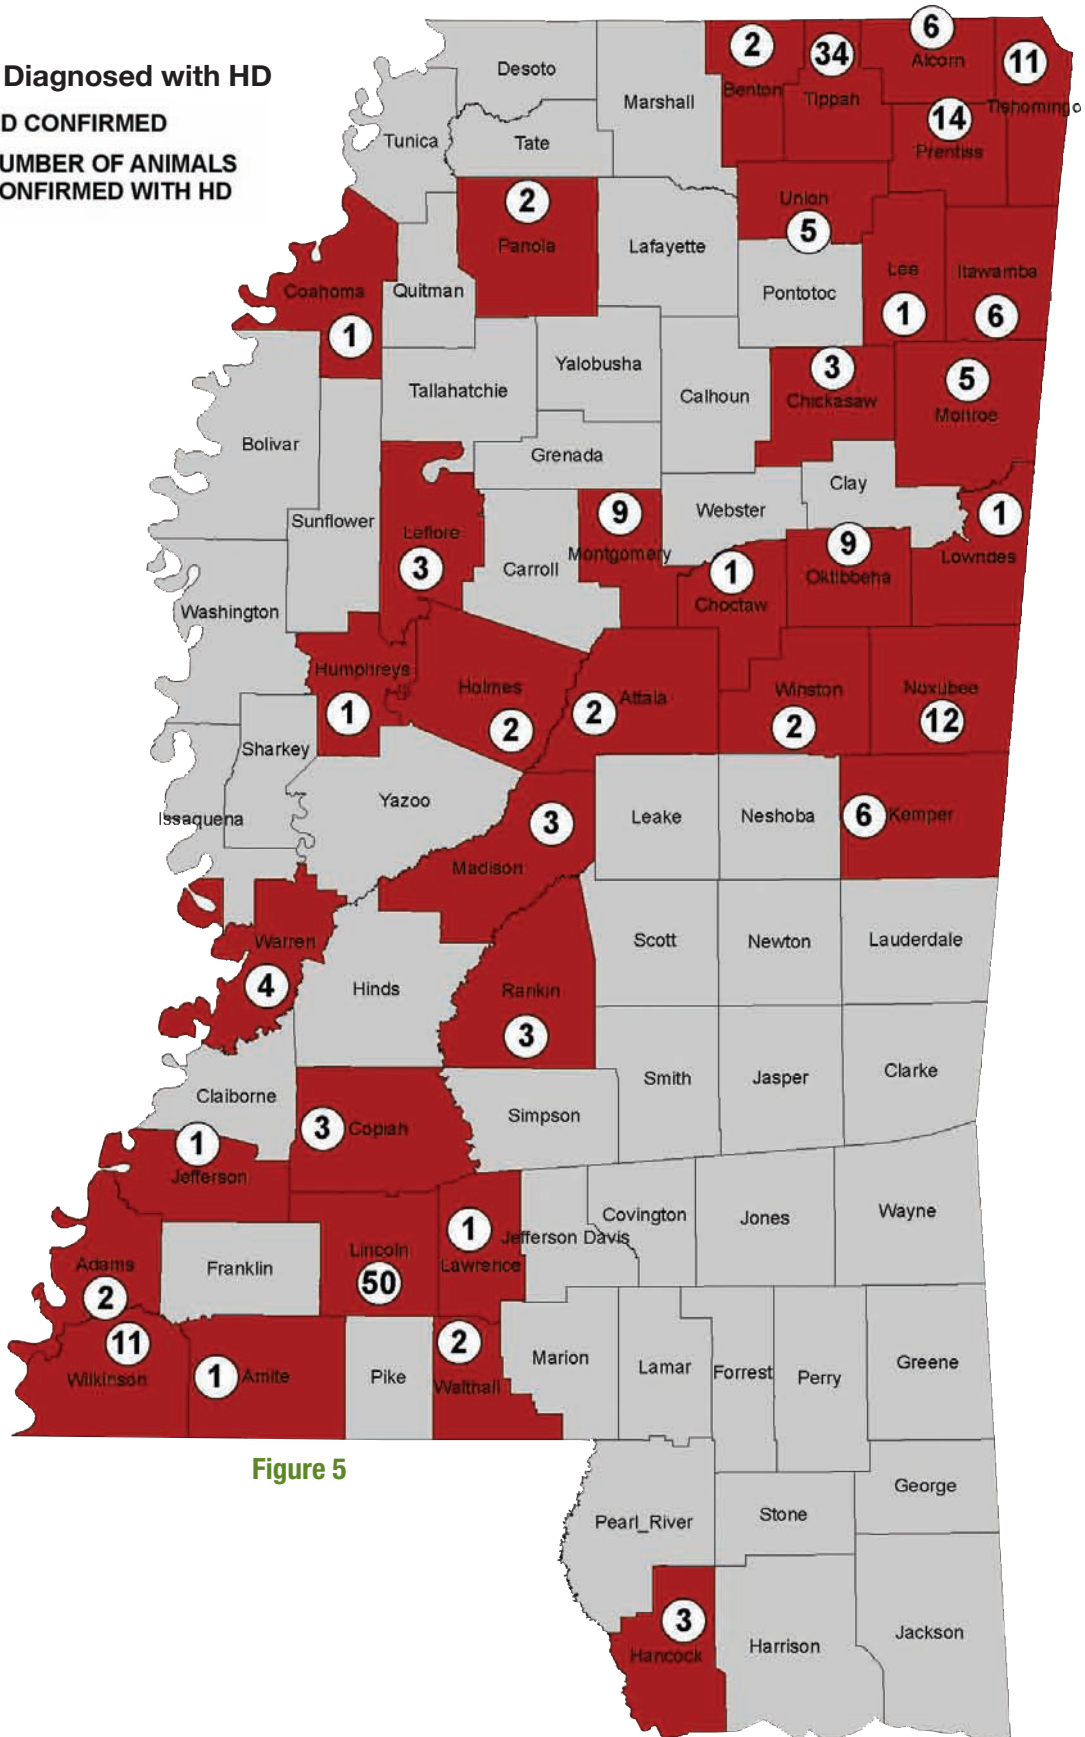 Diagnosed with HD
D CONFIRMED
UMBER OF ANIMALS
ONFIRMED WITH HD
Desoto
Marshall
2
Benton
34
Tippah
6
Alcorn
11
Tishomingo
Tunica
Tate
14
Prentiss
2
Panola
Lafayette
Union
5
Pontotoc
Lee
1
Itawamba
6
Coahoma
1
Quitman
Tallahatchie
Yalobusha
Calhoun
3
Chickasaw
5
Monroe
Bolivar
Sunflower
Grenada
Leflore
3
Carroll
9
Montgomery
Webster
Clay
1
Lowndes
1
Choctaw
9
Oktibbeha
Washington
Humphreys
1
Holmes
2
2
Attala
Winston
2
Noxubee
12
Sharkey
Issaquena
Yazoo
3
Madison
Leake
Neshoba
6
Kemper
Warren
4
Hinds
Rankin
3
Scott
Newton
Lauderdale
Claiborne
Simpson
Smith
Jasper
Clarke
1
Jefferson
3
Copiah
Adams
2
Franklin
Lincoln
50
1
Lawrence
Jefferson Davis
Covington
Jones
Wayne
11
Wilkinson
1
Amite
Pike
2
Walthall
Marion
Lamar
Forrest
Perry
Greene
Figure 5
Pearl_River
Stone
George
3
Hancock
Harrison
Jackson